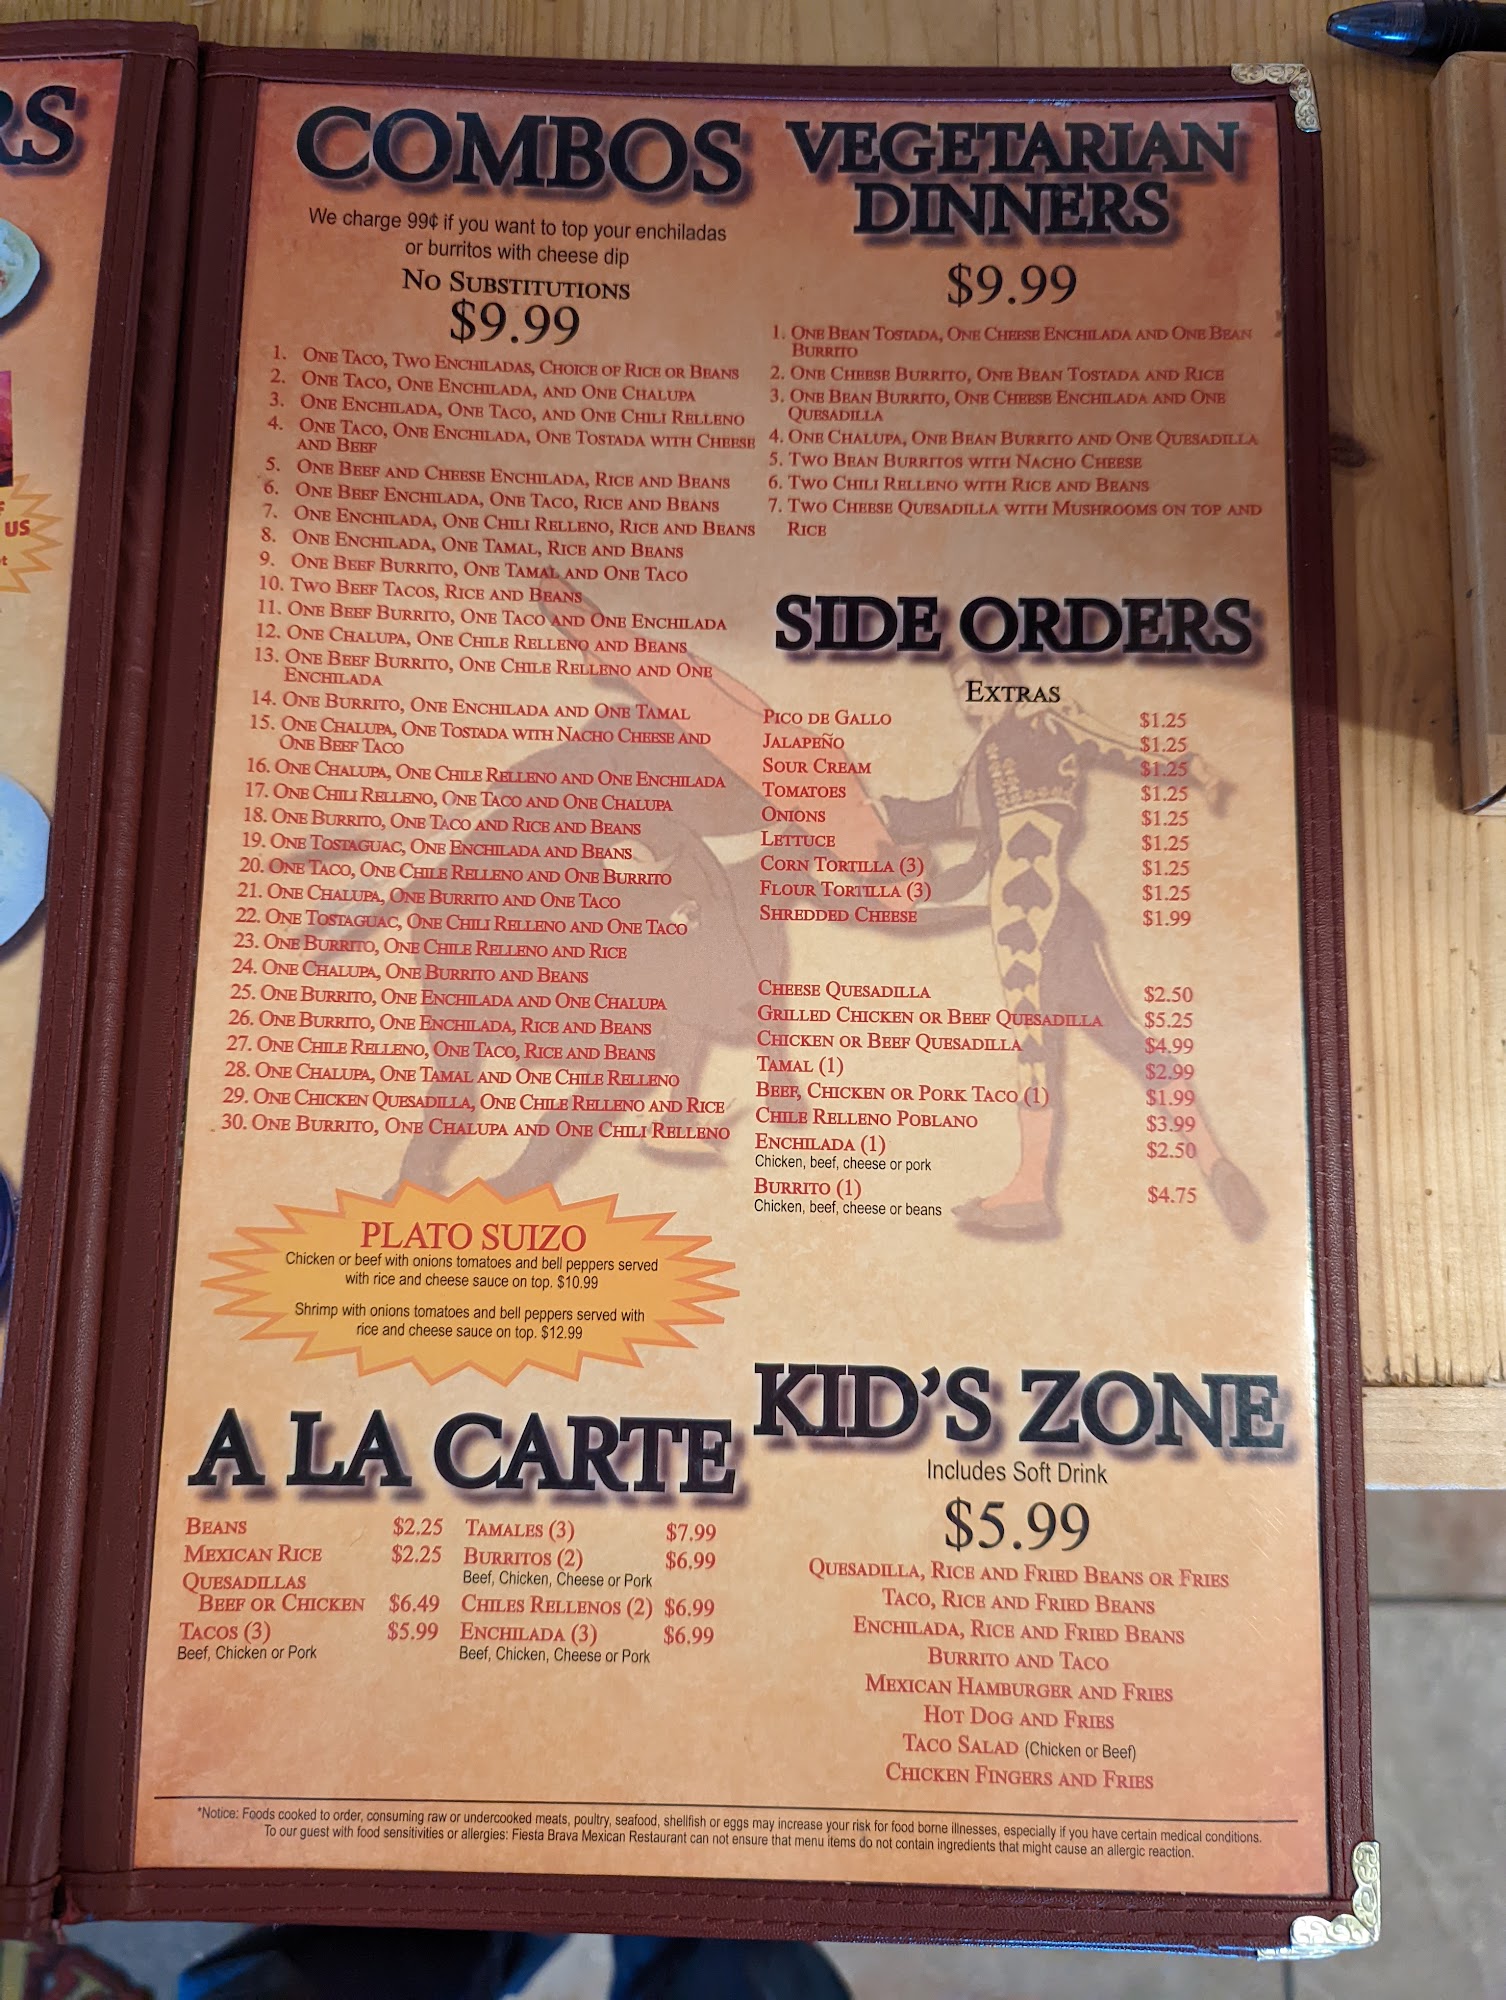 RS
US
COMBOS
We charge 99¢ if you want to top your enchiladas
or burritos with cheese dip
No Substitutions
$9.99
1. One Taco, Two Enchiladas, Choice of Rice or Beans
2. One Taco, One Enchilada, and One Chalupa
3. One Enchilada, One Taco, and One Chili Relleno
4. One Taco, One Enchilada, One Tostada with Cheese
and Beef
5. One Beef and Cheese Enchilada, Rice and Beans
6. One Beef Enchilada, One Taco, Rice and Beans
7. One Enchilada, One Chili Relleno, Rice and Beans
8. One Enchilada, One Tamal, Rice and Beans
9. One Beef Burrito, One Tamal and One Taco
10. Two Beef Tacos, Rice and Beans
11. One Beef Burrito, One Taco and One Enchilada
12. One Chalupa, One Chile Relleno and Beans
13. One Beef Burrito, One Chile Relleno and One
Enchilada
14. One Burrito, One Enchilada and One Tamal
15. One Chalupa, One Tostada with Nacho Cheese and
One Beef Taco
16. One Chalupa, One Chile Relleno and One Enchilada
17. One Chili Relleno, One Taco and One Chalupa
18. One Burrito, One Taco and Rice and Beans
19. One Tostaguac, One Enchilada and Beans
20. One Taco, One Chile Relleno and One Burrito
21. One Chalupa, One Burrito and One Taco
22. One Tostaguac, One Chili Relleno and One Taco
23. One Burrito, One Chile Relleno and Rice
24. One Chalupa, One Burrito and Beans
25. One Burrito, One Enchilada and One Chalupa
26. One Burrito, One Enchilada, Rice and Beans
27. One Chile Relleno, One Taco, Rice and Beans
28. One Chalupa, One Tamal and One Chile Relleno
29. One Chicken Quesadilla, One Chile Relleno and Rice
30. One Burrito, One Chalupa and One Chili Relleno
PLATO SUIZO
Chicken or beef with onions tomatoes and bell peppers served
with rice and cheese sauce on top. $10.99
Shrimp with onions tomatoes and bell peppers served with
rice and cheese sauce on top. $12.99
A LA CARTE
Beans $2.25
Mexican Rice $2.25
Quesadillas
Beef or Chicken $6.49
Tacos (3) $5.99
Beef, Chicken or Pork
Tamales (3) $7.99
Burritos (2) $6.99
Beef, Chicken, Cheese or Pork
Chiles Rellenos (2) $6.99
Enchilada (3) $6.99
Beef, Chicken, Cheese or Pork
VEGETARIAN
DINNERS
$9.99
1. One Bean Tostada, One Cheese Enchilada and One Bean
Burrito
2. One Cheese Burrito, One Bean Tostada and Rice
3. One Bean Burrito, One Cheese Enchilada and One
Quesadilla
4. One Chalupa, One Bean Burrito and One Quesadilla
5. Two Bean Burritos with Nacho Cheese
6. Two Chili Relleno with Rice and Beans
7. Two Cheese Quesadilla with Mushrooms on top and
Rice
SIDE ORDERS
Extras
Pico de Gallo $1.25
Jalapeño $1.25
Sour Cream $1.25
Tomatoes $1.25
Onions $1.25
Lettuce $1.25
Corn Tortilla (3) $1.25
Flour Tortilla (3) $1.25
Shredded Cheese $1.99
Cheese Quesadilla $2.50
Grilled Chicken or Beef Quesadilla $5.25
Chicken or Beef Quesadilla $4.99
Tamal (1) $2.99
Beef, Chicken or Pork Taco (1) $1.99
Chile Relleno Poblano $3.99
Enchilada (1) $2.50
Chicken, beef, cheese or pork
Burrito (1) $4.75
Chicken, beef, cheese or beans
KID'S ZONE
Includes Soft Drink
$5.99
Quesadilla, Rice and Fried Beans or Fries
Taco, Rice and Fried Beans
Enchilada, Rice and Fried Beans
Burrito and Taco
Mexican Hamburger and Fries
Hot Dog and Fries
Taco Salad (Chicken or Beef)
Chicken Fingers and Fries
*Notice: Foods cooked to order, consuming raw or undercooked meats, poultry, seafood, shellfish or eggs may increase your risk for food borne illnesses, especially if you have certain medical conditions.
To our guest with food sensitivities or allergies: Fiesta Brava Mexican Restaurant can not ensure that menu items do not contain ingredients that might cause an allergic reaction.